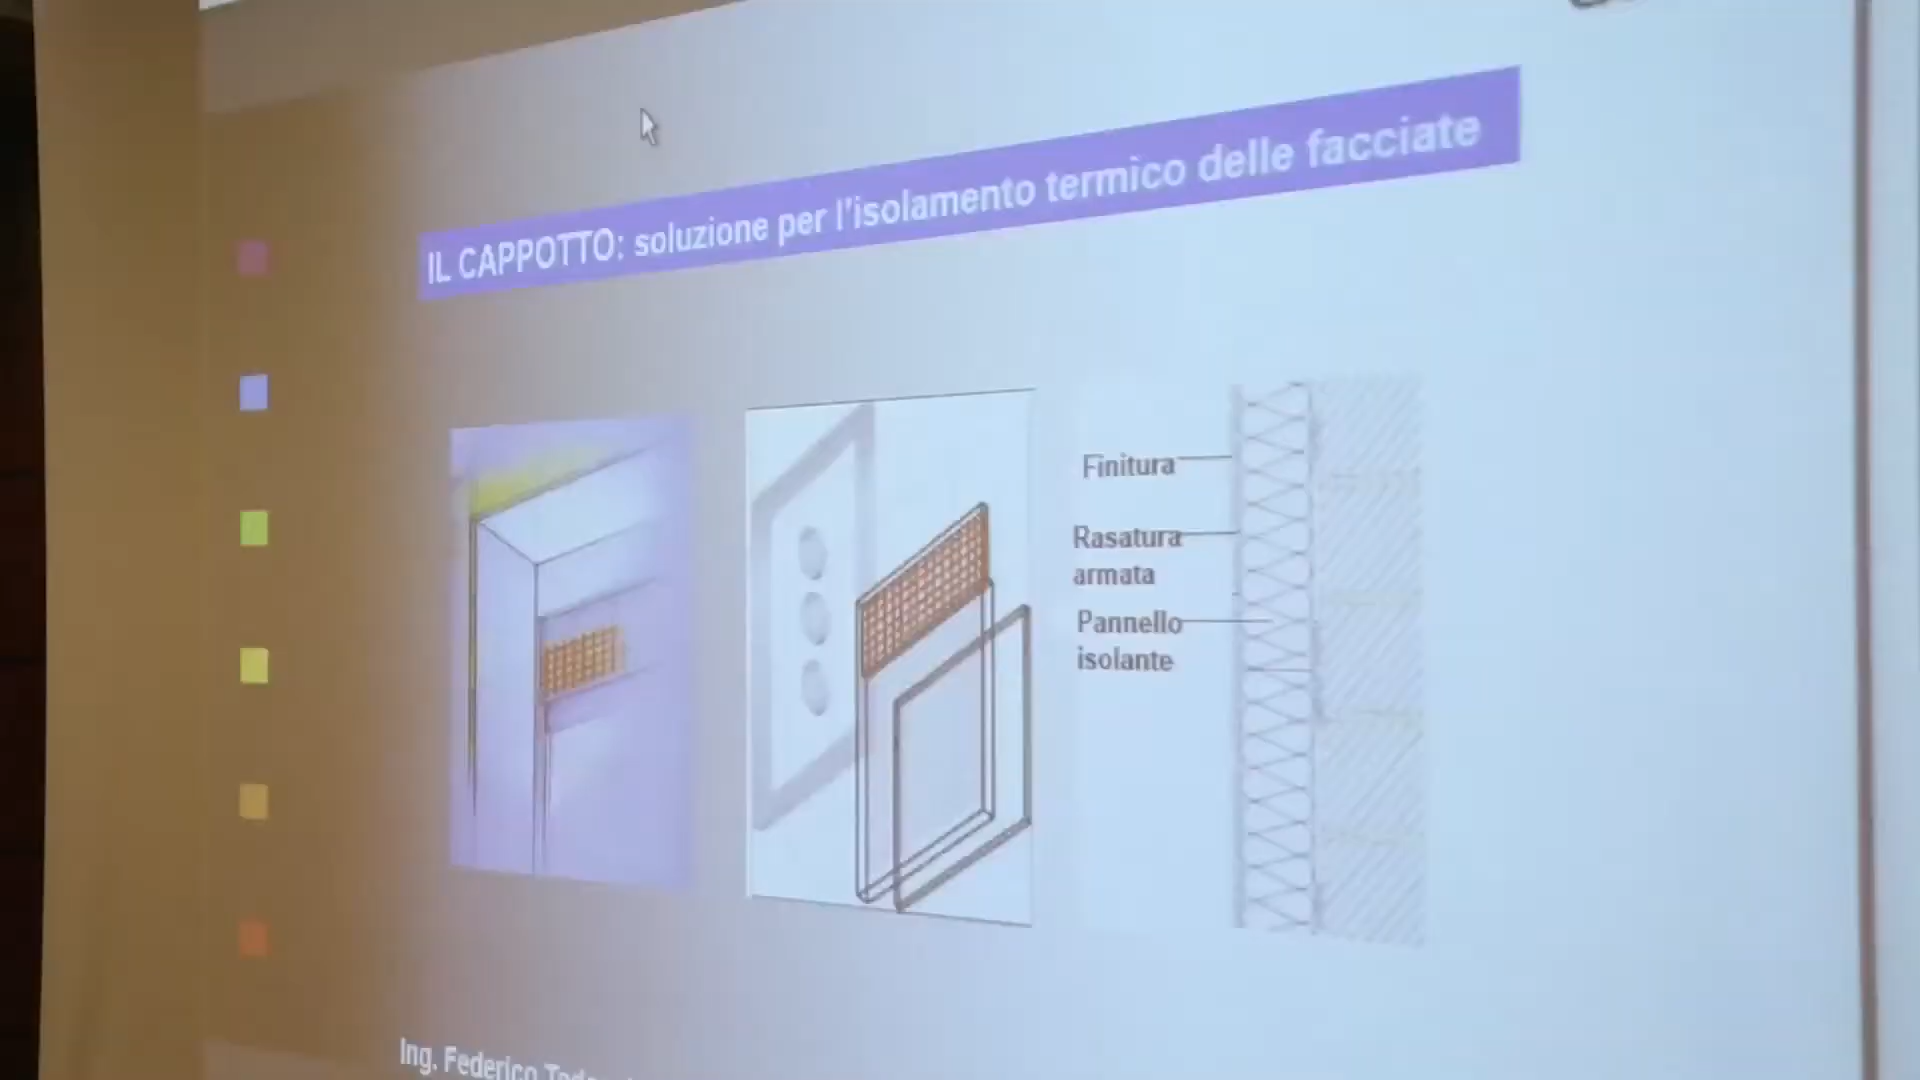 IL CAPPOTTO: soluzione per l'isolamento termico delle facciate
Finitura
Rasatura
armata
Pannello
isolante
Ing. Federico